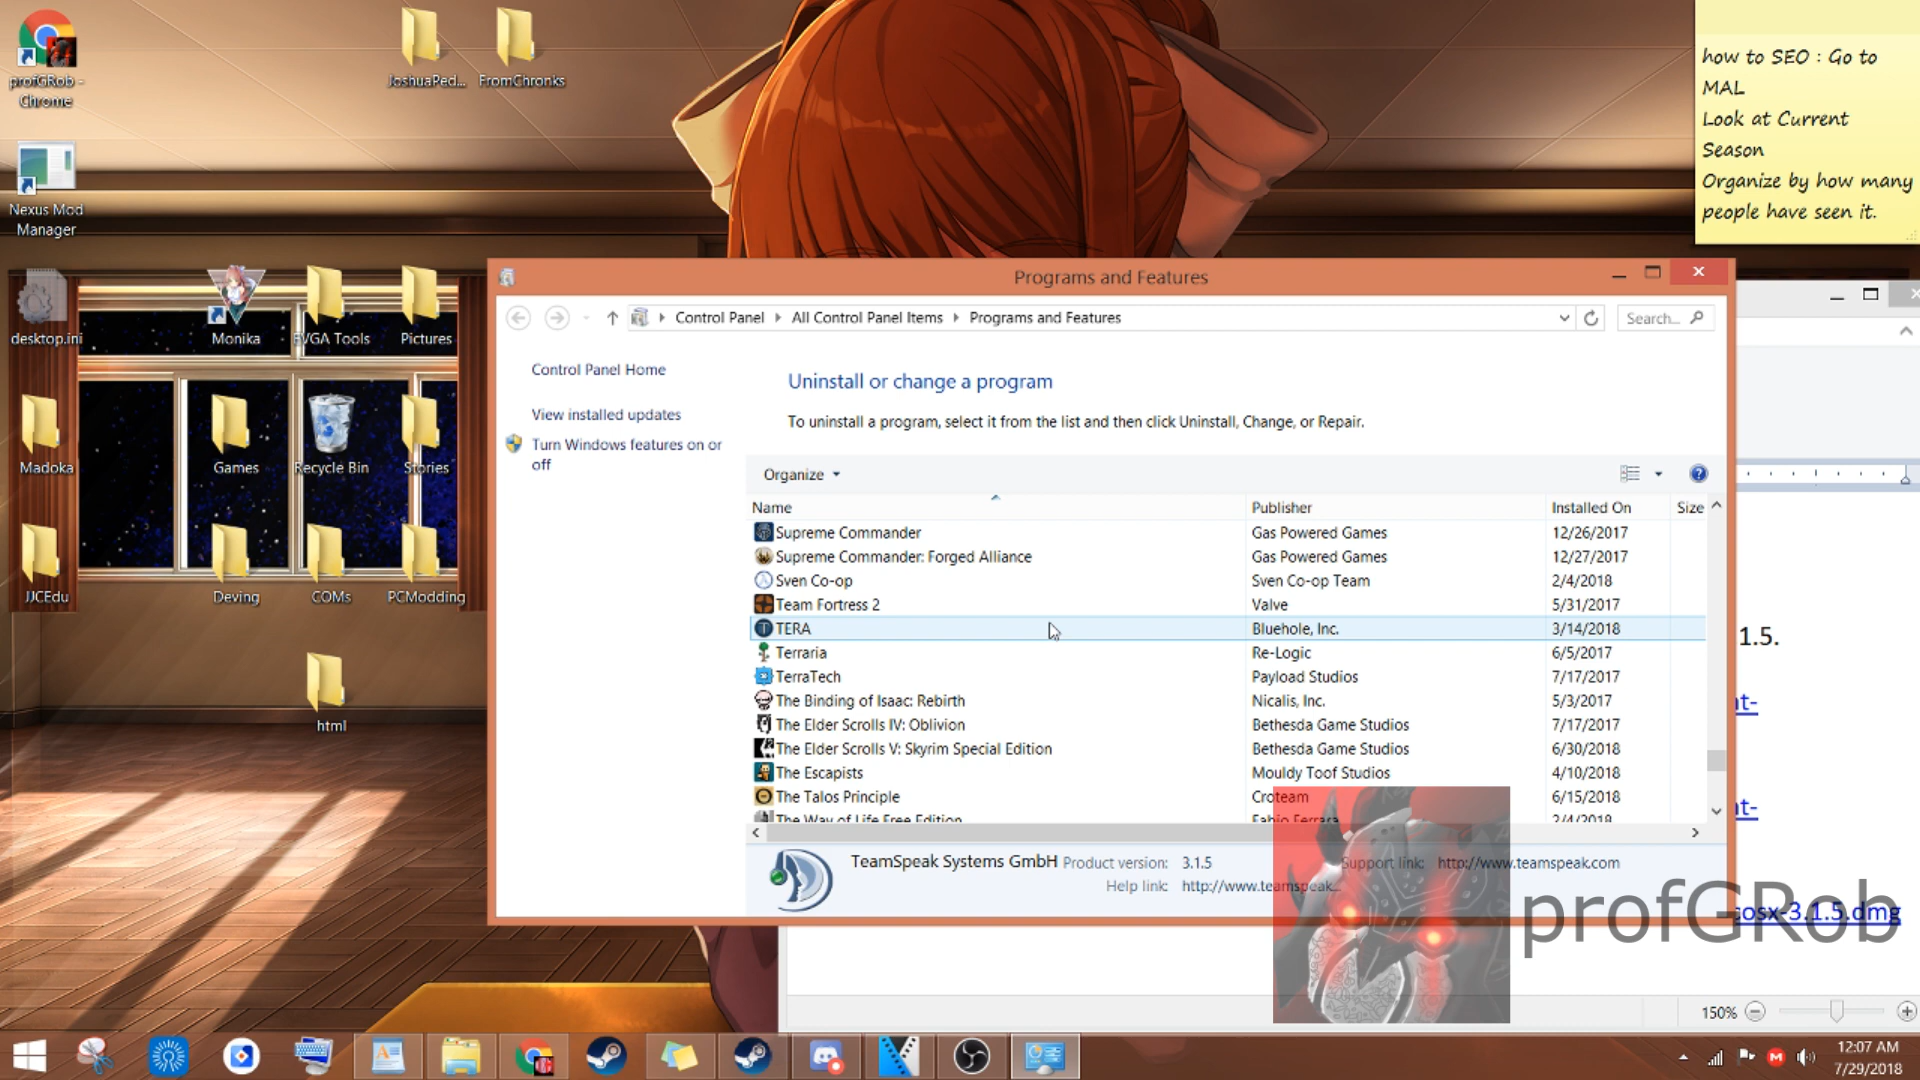 profGRob -
Chrome
JoshuaPed...
FromChronks
how to SEO : Go to
MAL
Look at Current
Season
Organize by how many
people have seen it.
Nexus Mod
Manager
desktop.ini
Monika
EVGA Tools
Pictures
Madoka
Games
Recycle Bin
Stories
JJCEdu
Deving
COMs
PCModding
html
Programs and Features
Control Panel
All Control Panel Items
Programs and Features
Search...
Control Panel Home
View installed updates
Turn Windows features on or
off
Uninstall or change a program
To uninstall a program, select it from the list and then click Uninstall, Change, or Repair.
Organize
Name Publisher Installed On Size
Supreme Commander Gas Powered Games 12/26/2017
Supreme Commander: Forged Alliance Gas Powered Games 12/27/2017
Sven Co-op Sven Co-op Team 2/4/2018
Team Fortress 2 Valve 5/31/2017
TERA Bluehole, Inc. 3/14/2018
Terraria Re-Logic 6/5/2017
TerraTech Payload Studios 7/17/2017
The Binding of Isaac: Rebirth Nicalis, Inc. 5/3/2017
The Elder Scrolls IV: Oblivion Bethesda Game Studios 7/17/2017
The Elder Scrolls V: Skyrim Special Edition Bethesda Game Studios 6/30/2018
The Escapists Mouldy Toof Studios 4/10/2018
The Talos Principle Croteam 6/15/2018
The Way of Life Free Edition Fabio Ferrara 2/4/2018
TeamSpeak Systems GmbH Product version: 3.1.5 Support link: http://www.teamspeak.com
Help link: http://www.teamspeak...
1.5.
nt-
nt-
cosx-3.1.5.dmg
profGRob
150%
12:07 AM
7/29/2018